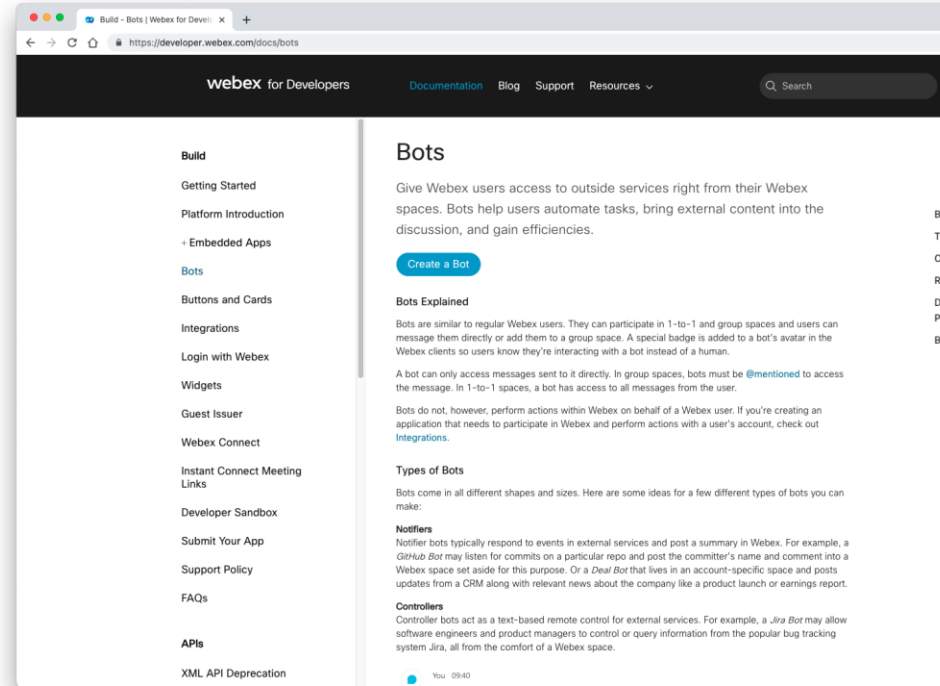 Build - Bots | Webex for Develo
https://developer.webex.com/docs/bots
webex for Developers
Documentation
Blog
Support
Resources
Search
Build
Getting Started
Platform Introduction
+ Embedded Apps
Bots
Buttons and Cards
Integrations
Login with Webex
Widgets
Guest Issuer
Webex Connect
Instant Connect Meeting
Links
Developer Sandbox
Submit Your App
Support Policy
FAQs
APIs
XML API Deprecation
Bots
Give Webex users access to outside services right from their Webex
spaces. Bots help users automate tasks, bring external content into the
discussion, and gain efficiencies.
Create a Bot
Bots Explained
Bots are similar to regular Webex users. They can participate in 1-to-1 and group spaces and users can
message them directly or add them to a group space. A special badge is added to a bot's avatar in the
Webex clients so users know they're interacting with a bot instead of a human.
A bot can only access messages sent to it directly. In group spaces, bots must be @mentioned to access
the message. In 1-to-1 spaces, a bot has access to all messages from the user.
Bots do not, however, perform actions within Webex on behalf of a Webex user. If you're creating an
application that needs to participate in Webex and perform actions with a user's account, check out
Integrations.
Types of Bots
Bots come in all different shapes and sizes. Here are some ideas for a few different types of bots you can
make:
Notifiers
Notifier bots typically respond to events in external services and post a summary in Webex. For example, a
GitHub Bot may listen for commits on a particular repo and post the committer's name and comment into a
Webex space set aside for this purpose. Or a Deal Bot that lives in an account-specific space and posts
updates from a CRM along with relevant news about the company like a product launch or earnings report.
Controllers
Controller bots act as a text-based remote control for external services. For example, a Jira Bot may allow
software engineers and product managers to control or query information from the popular bug tracking
system Jira, all from the comfort of a Webex space.
You 09:40
B
T
C
R
D
P
B